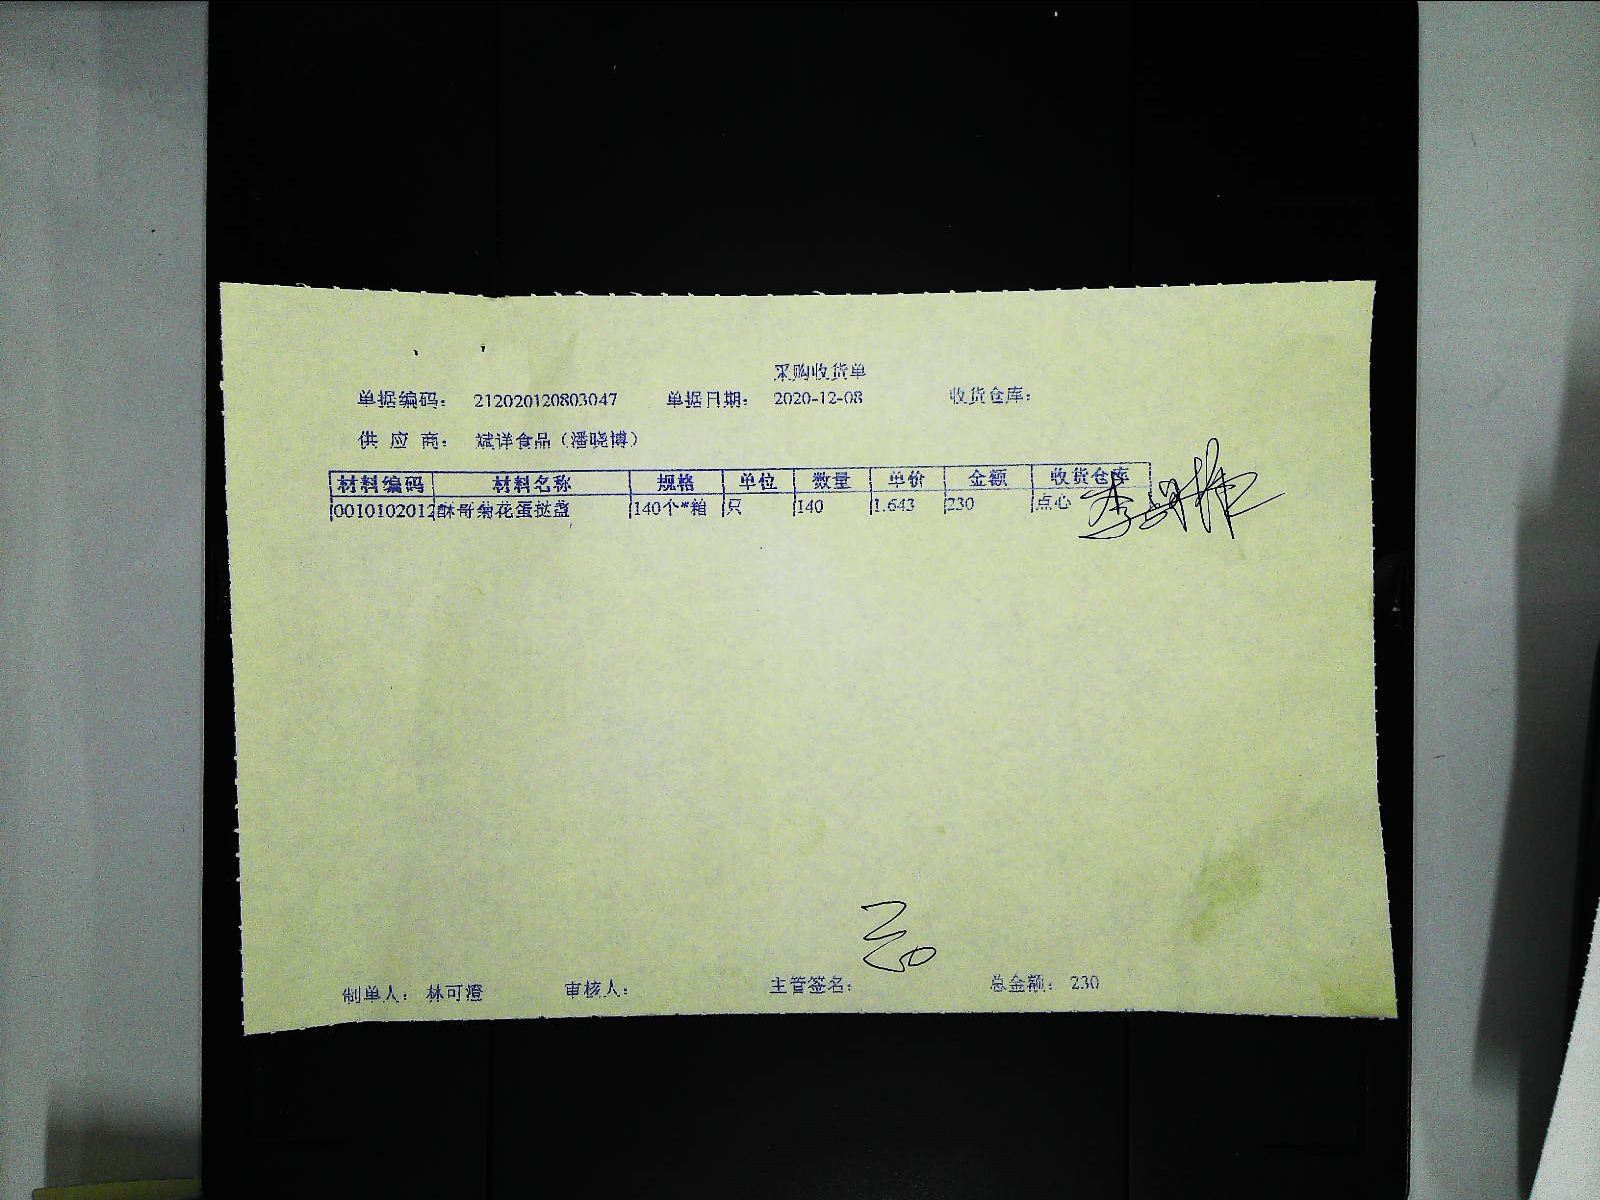 采购收货单
单据编码： 212020120803047 单据日期： 2020-12-08 收货仓库：
供 应 商： 斌洋食品（潘晓博）
材料编码 材料名称 规格 单位 数量 单价 金额 收货仓库
0010102012 酥哥菊花蛋挞盏 140个*箱 只 140 1.643 230 点心
制单人： 林可澄 审核人： 主管签名： 总金额： 230